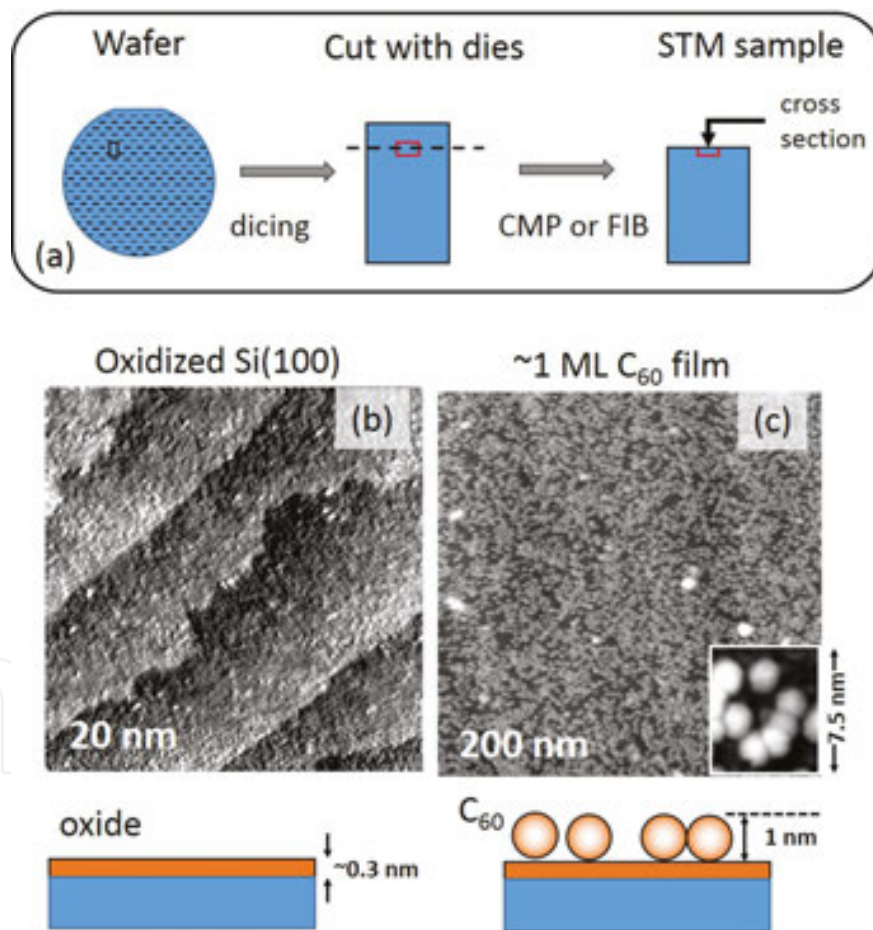 Wafer
Cut with dies
STM sample
cross
section
dicing
CMP or FIB
(a)
Oxidized Si(100)
~1 ML C₆₀ film
(b)
(c)
20 nm
200 nm
7.5 nm
oxide
~0.3 nm
C₆₀
1 nm